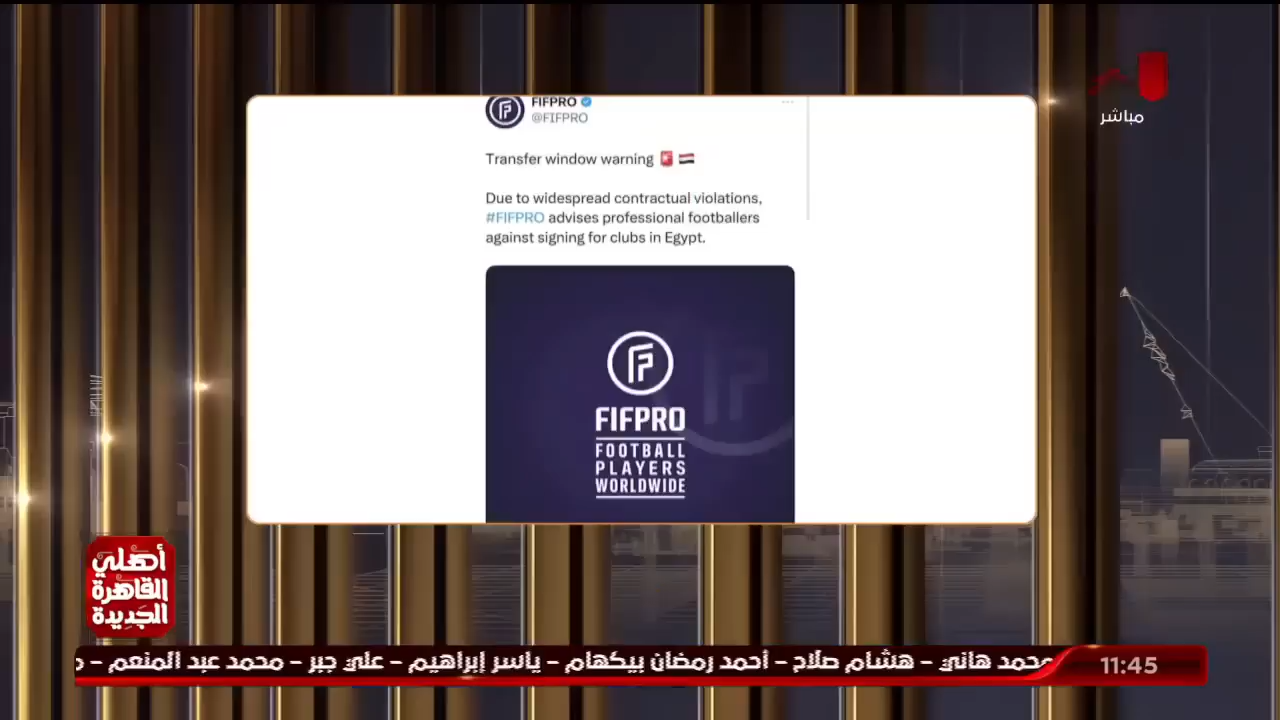 FIFPRO
@FIFPRO
Transfer window warning 🚨 🇪🇬
Due to widespread contractual violations,
#FIFPRO advises professional footballers
against signing for clubs in Egypt.
FIFPRO
FOOTBALL
PLAYERS
WORLDWIDE
مباشر
أهلي
القاهرة
الجديدة
محمد هاني - هشام صلاح - أحمد رمضان بيكهام - ياسر إبراهيم - علي جبر - محمد عبد المنعم -
11:45